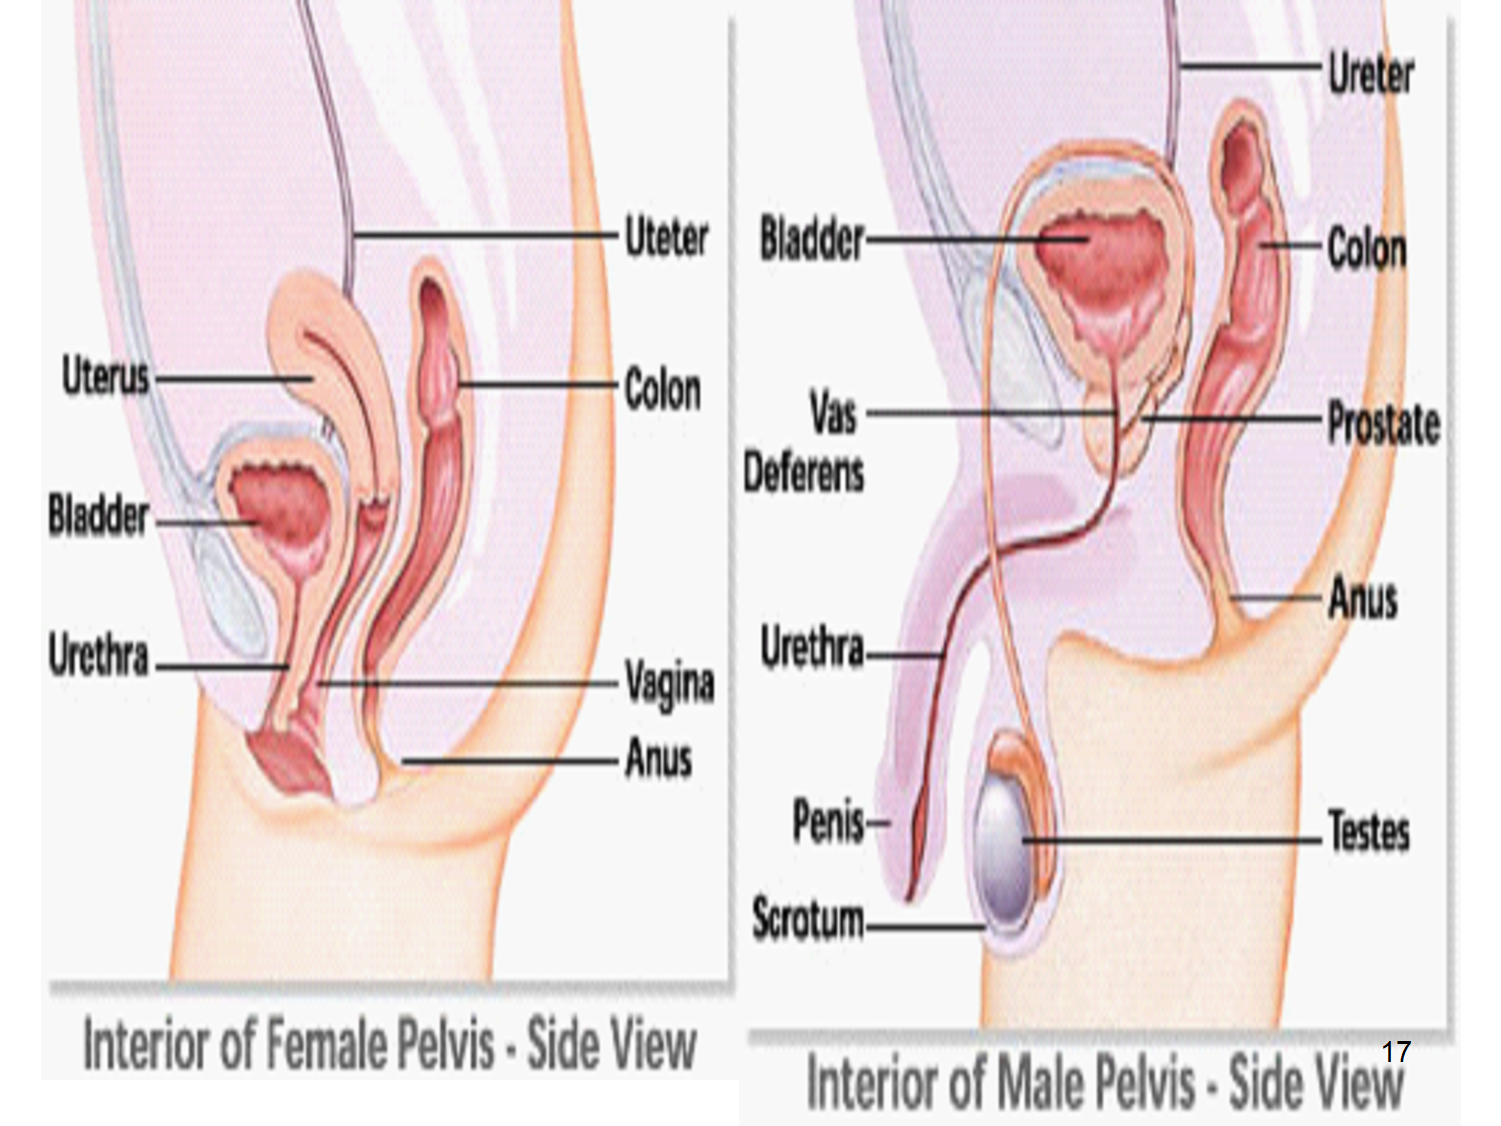 Uteter
Uterus
Colon
Bladder
Urethra
Vagina
Anus
Interior of Female Pelvis - Side View
Ureter
Bladder
Colon
Vas
Deferens
Prostate
Anus
Urethra
Penis
Testes
Scrotum
17
Interior of Male Pelvis - Side View